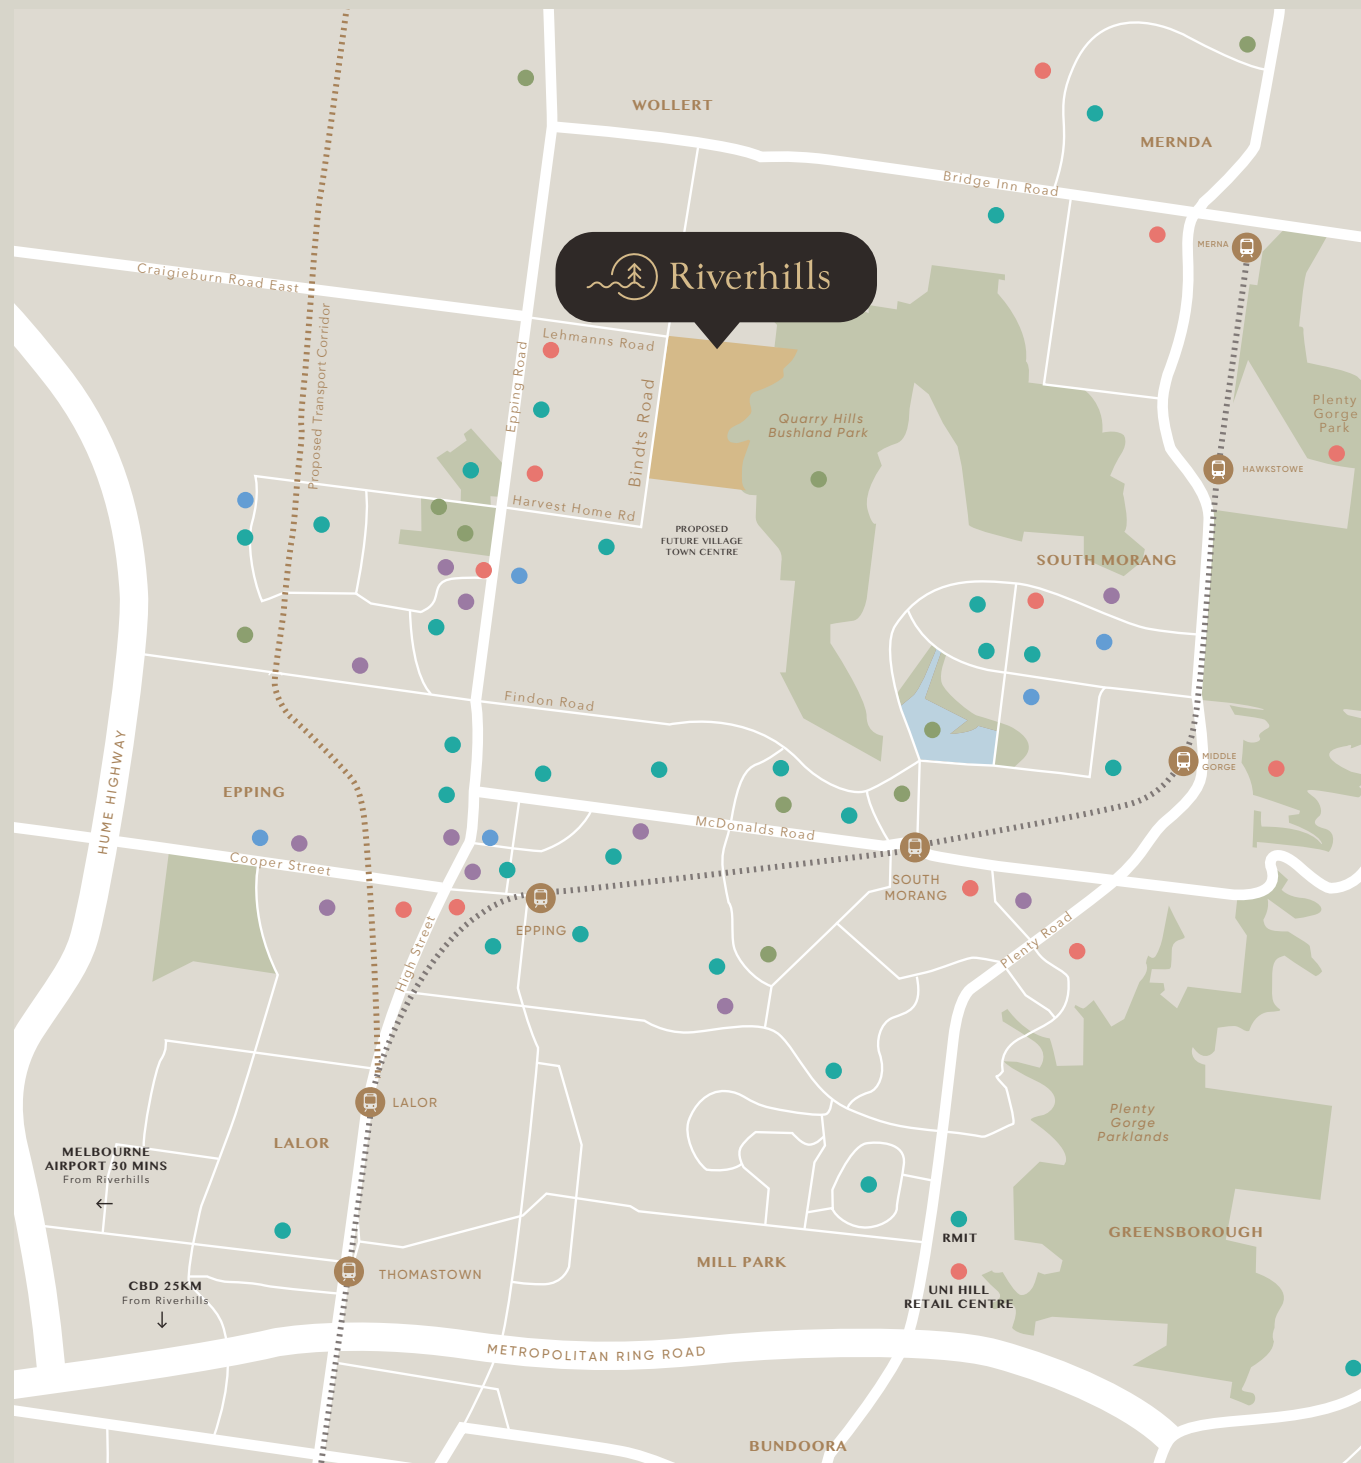 WOLLERT
MERNDA
Bridge Inn Road
MERNA
Craigieburn Road East
Riverhills
Proposed Transport Corridor
Lehmanns Road
Epping Road
Bindts Road
Quarry Hills
Bushland Park
Plenty
Gorge
Park
HAWKSTOWE
Harvest Home Rd
PROPOSED
FUTURE VILLAGE
TOWN CENTRE
SOUTH MORANG
Findon Road
HUME HIGHWAY
MIDDLE
GORGE
EPPING
McDonalds Road
Cooper Street
SOUTH
MORANG
EPPING
High Street
Plenty Road
LALOR
Plenty
Gorge
Parklands
LALOR
MELBOURNE
AIRPORT 30 MINS
From Riverhills
←
RMIT
GREENSBOROUGH
MILL PARK
THOMASTOWN
CBD 25KM
From Riverhills
↓
UNI HILL
RETAIL CENTRE
METROPOLITAN RING ROAD
BUNDOORA